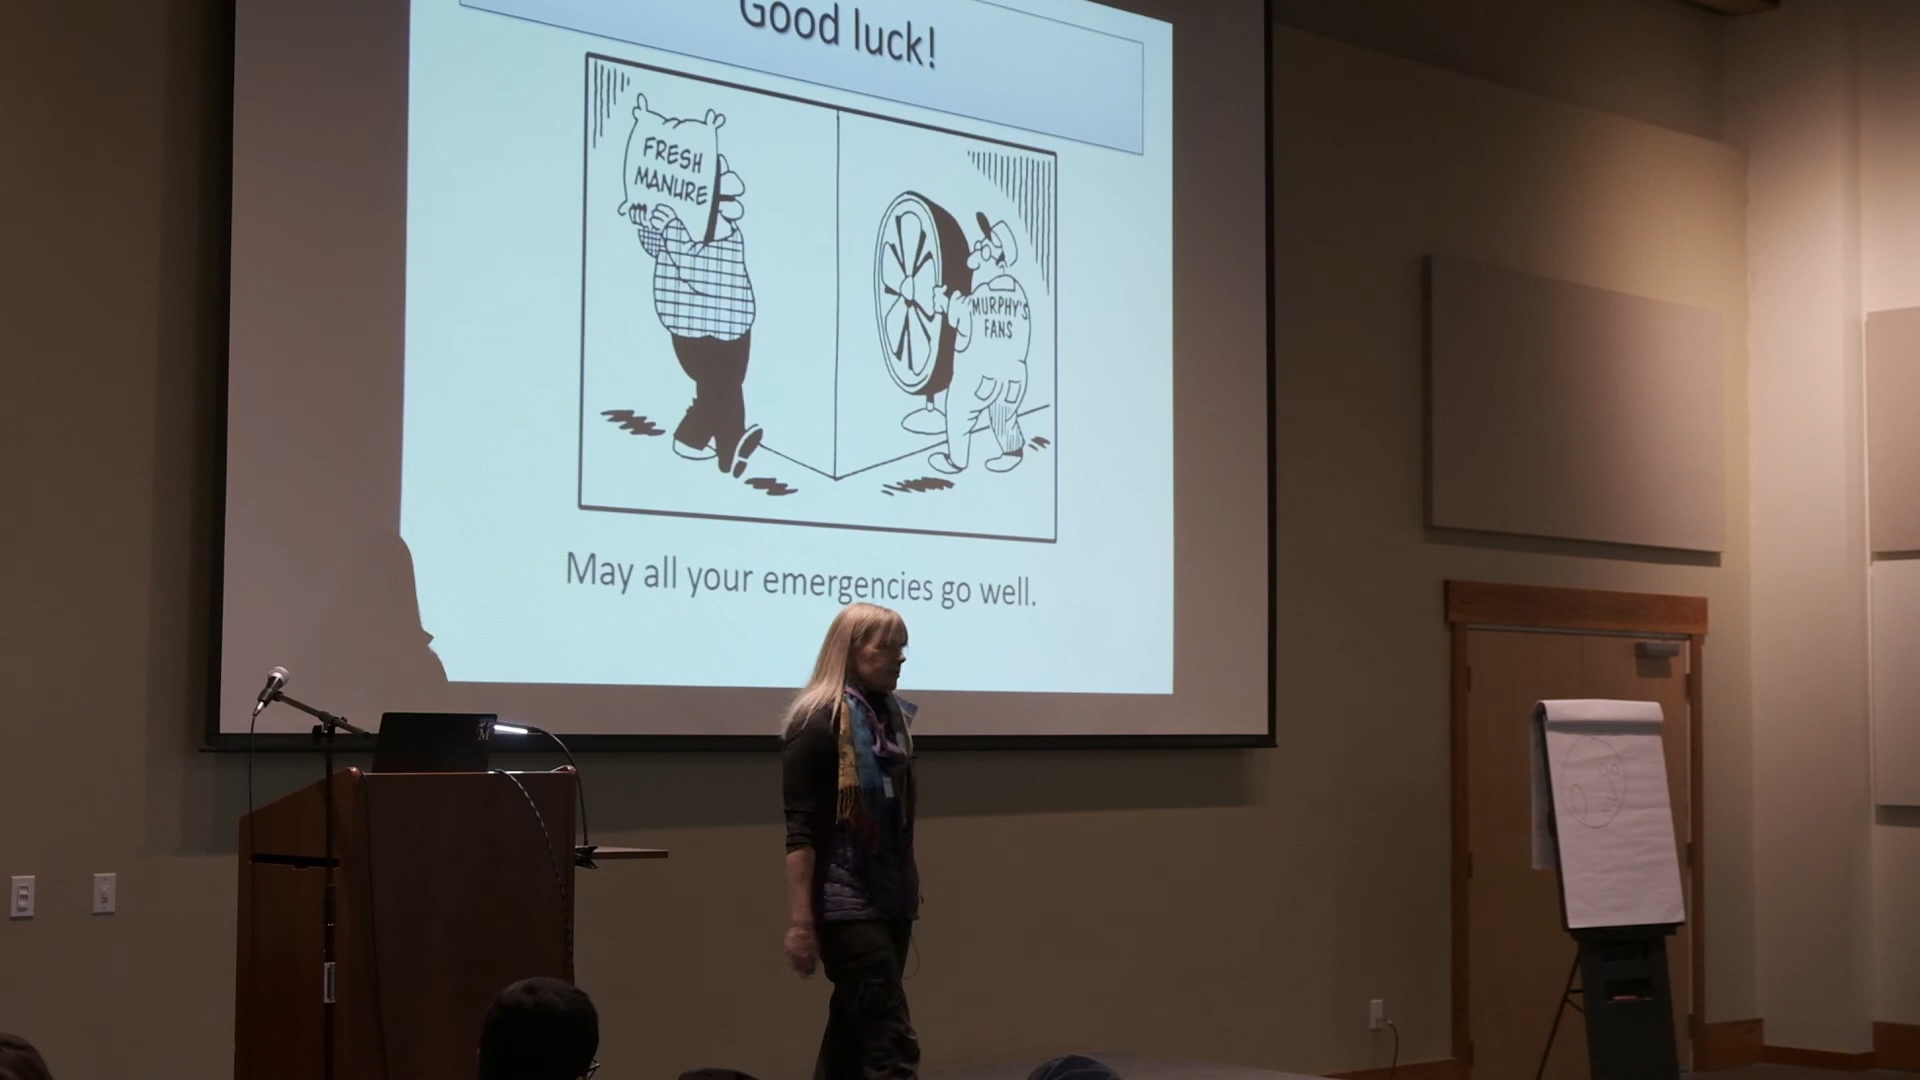 Good luck!
FRESH
MANURE
MURPHY'S
FANS
May all your emergencies go well.
M